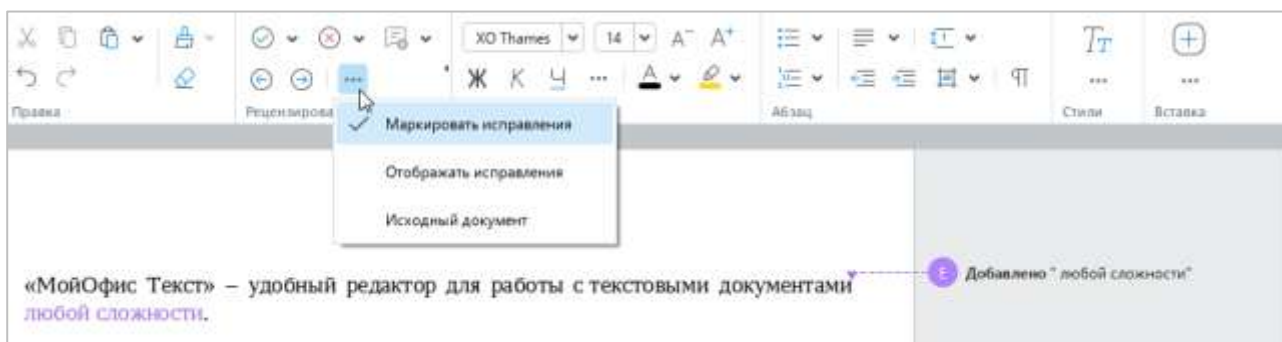 XO Thames 14 А⁻ А⁺
Ж К Ч ... А
Правка Рецензирова Абзац Стили Вставка
Маркировать исправления
Отображать исправления
Исходный документ
«МойОфис Текст» – удобный редактор для работы с текстовыми документами
любой сложности.
E Добавлено " любой сложности"